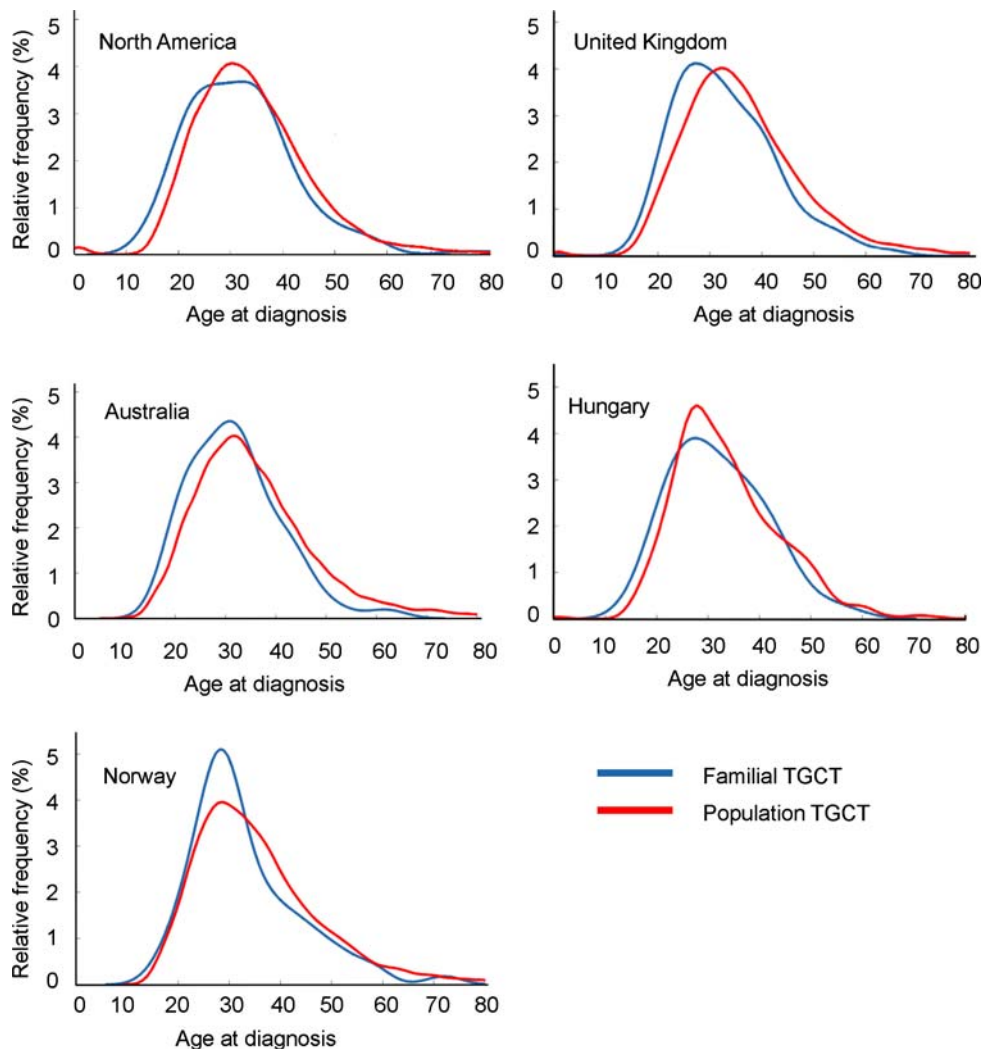 North America
Relative frequency (%)
5
4
3
2
1
0
0 10 20 30 40 50 60 70 80
Age at diagnosis
United Kingdom
5
4
3
2
1
0
0 10 20 30 40 50 60 70 80
Age at diagnosis
Australia
Relative frequency (%)
5
4
3
2
1
0
0 10 20 30 40 50 60 70 80
Age at diagnosis
Hungary
5
4
3
2
1
0
0 10 20 30 40 50 60 70 80
Age at diagnosis
Norway
Relative frequency (%)
5
4
3
2
1
0
0 10 20 30 40 50 60 70 80
Age at diagnosis
Familial TGCT
Population TGCT